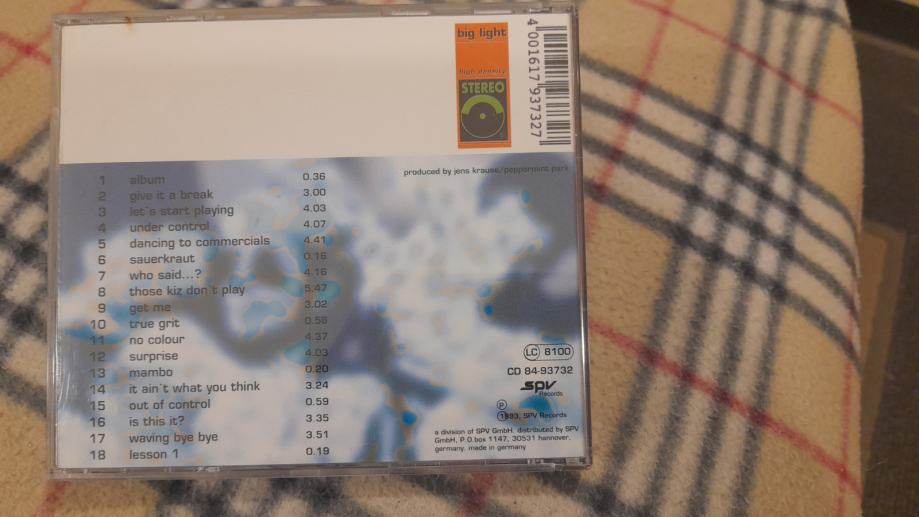 big light
high density
STEREO
4 001617 937327
produced by jens krause/peppermint park
1 album 0.36
2 give it a break 3.00
3 let's start playing 4.03
4 under control 4.07
5 dancing to commercials 4.41
6 sauerkraut 0.16
7 who said...? 4.16
8 those kiz don't play 5.47
9 get me 3.02
10 true grit 0.58
11 no colour 4.37
12 surprise 4.03
13 mambo 0.20
14 it ain't what you think 3.24
15 out of control 0.59
16 is this it? 3.35
17 waving bye bye 3.51
18 lesson 1 0.19
LC 8100
CD 84-93732
spv
Records
P
1993, SPV Records
a division of SPV GmbH. distributed by SPV
GmbH, P.O.box 1147, 30531 hannover,
germany. made in germany